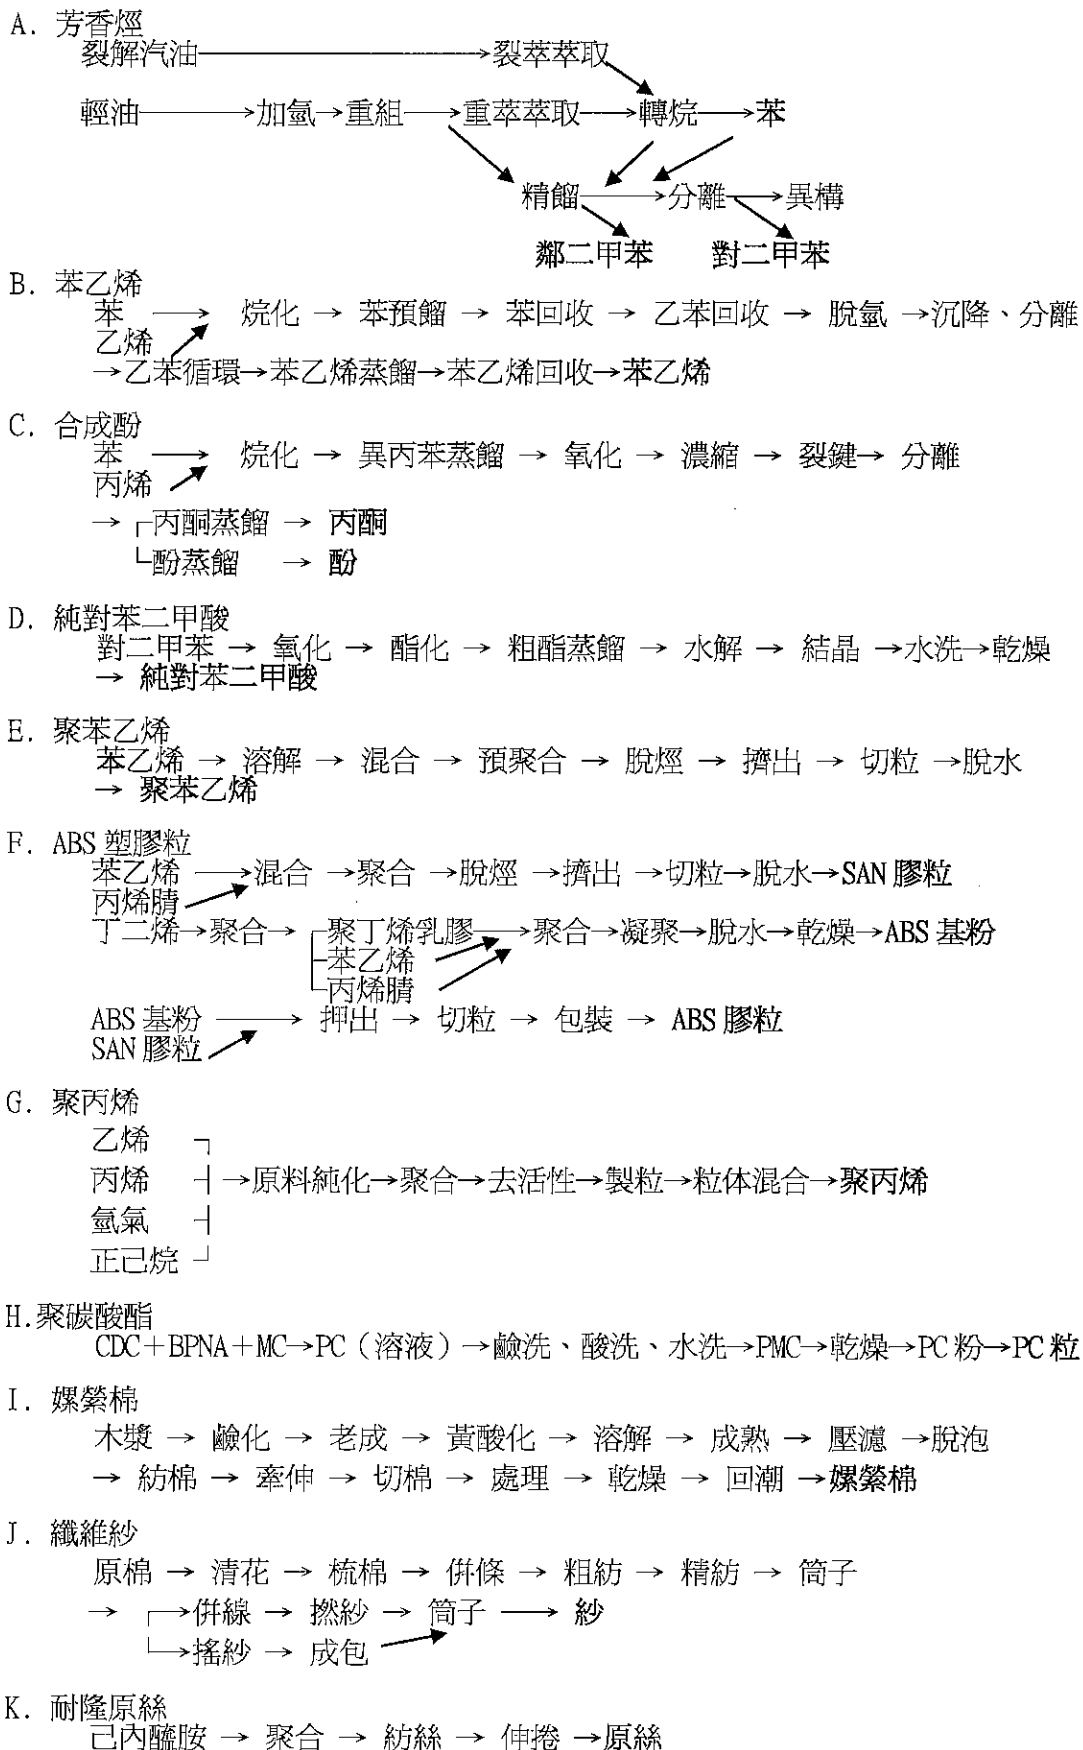 A. 芳香烴
裂解汽油→裂萃萃取
輕油→加氫→重組→重萃萃取→轉烷→苯
精餾→分離→異構
鄰二甲苯 對二甲苯
B. 苯乙烯
苯 → 烷化 → 苯預餾 → 苯回收 → 乙苯回收 → 脫氫 →沉降、分離
乙烯
→乙苯循環→苯乙烯蒸餾→苯乙烯回收→苯乙烯
C. 合成酚
苯 → 烷化 → 異丙苯蒸餾 → 氧化 → 濃縮 → 裂鍵→ 分離
丙烯
→ ┌丙酮蒸餾 → 丙酮
└酚蒸餾 → 酚
D. 純對苯二甲酸
對二甲苯 → 氧化 → 酯化 → 粗酯蒸餾 → 水解 → 結晶 →水洗→乾燥
→ 純對苯二甲酸
E. 聚苯乙烯
苯乙烯 → 溶解 → 混合 → 預聚合 → 脫烴 → 擠出 → 切粒 →脫水
→ 聚苯乙烯
F. ABS 塑膠粒
苯乙烯 →混合 →聚合 →脫烴 →擠出 →切粒→脫水→SAN 膠粒
丙烯腈
丁二烯→聚合→ ┌聚丁烯乳膠→聚合→凝聚→脫水→乾燥→ABS 基粉
├苯乙烯
└丙烯腈
ABS 基粉 → 押出 → 切粒 → 包裝 → ABS 膠粒
SAN 膠粒
G. 聚丙烯
乙烯 ┐
丙烯 ┤→原料純化→聚合→去活性→製粒→粒体混合→聚丙烯
氫氣 ┤
正己烷 ┘
H.聚碳酸酯
CDC＋BPNA＋MC→PC（溶液）→鹼洗、酸洗、水洗→PMC→乾燥→PC 粉→PC 粒
I. 嫘縈棉
木漿 → 鹼化 → 老成 → 黃酸化 → 溶解 → 成熟 → 壓濾 →脫泡
→ 紡棉 → 牽伸 → 切棉 → 處理 → 乾燥 → 回潮 →嫘縈棉
J. 纖維紗
原棉 → 清花 → 梳棉 → 併條 → 粗紡 → 精紡 → 筒子
→ ┌→併線 → 撚紗 → 筒子 → 紗
└→搖紗 → 成包
K. 耐隆原絲
己內醯胺 → 聚合 → 紡絲 → 伸捲 →原絲